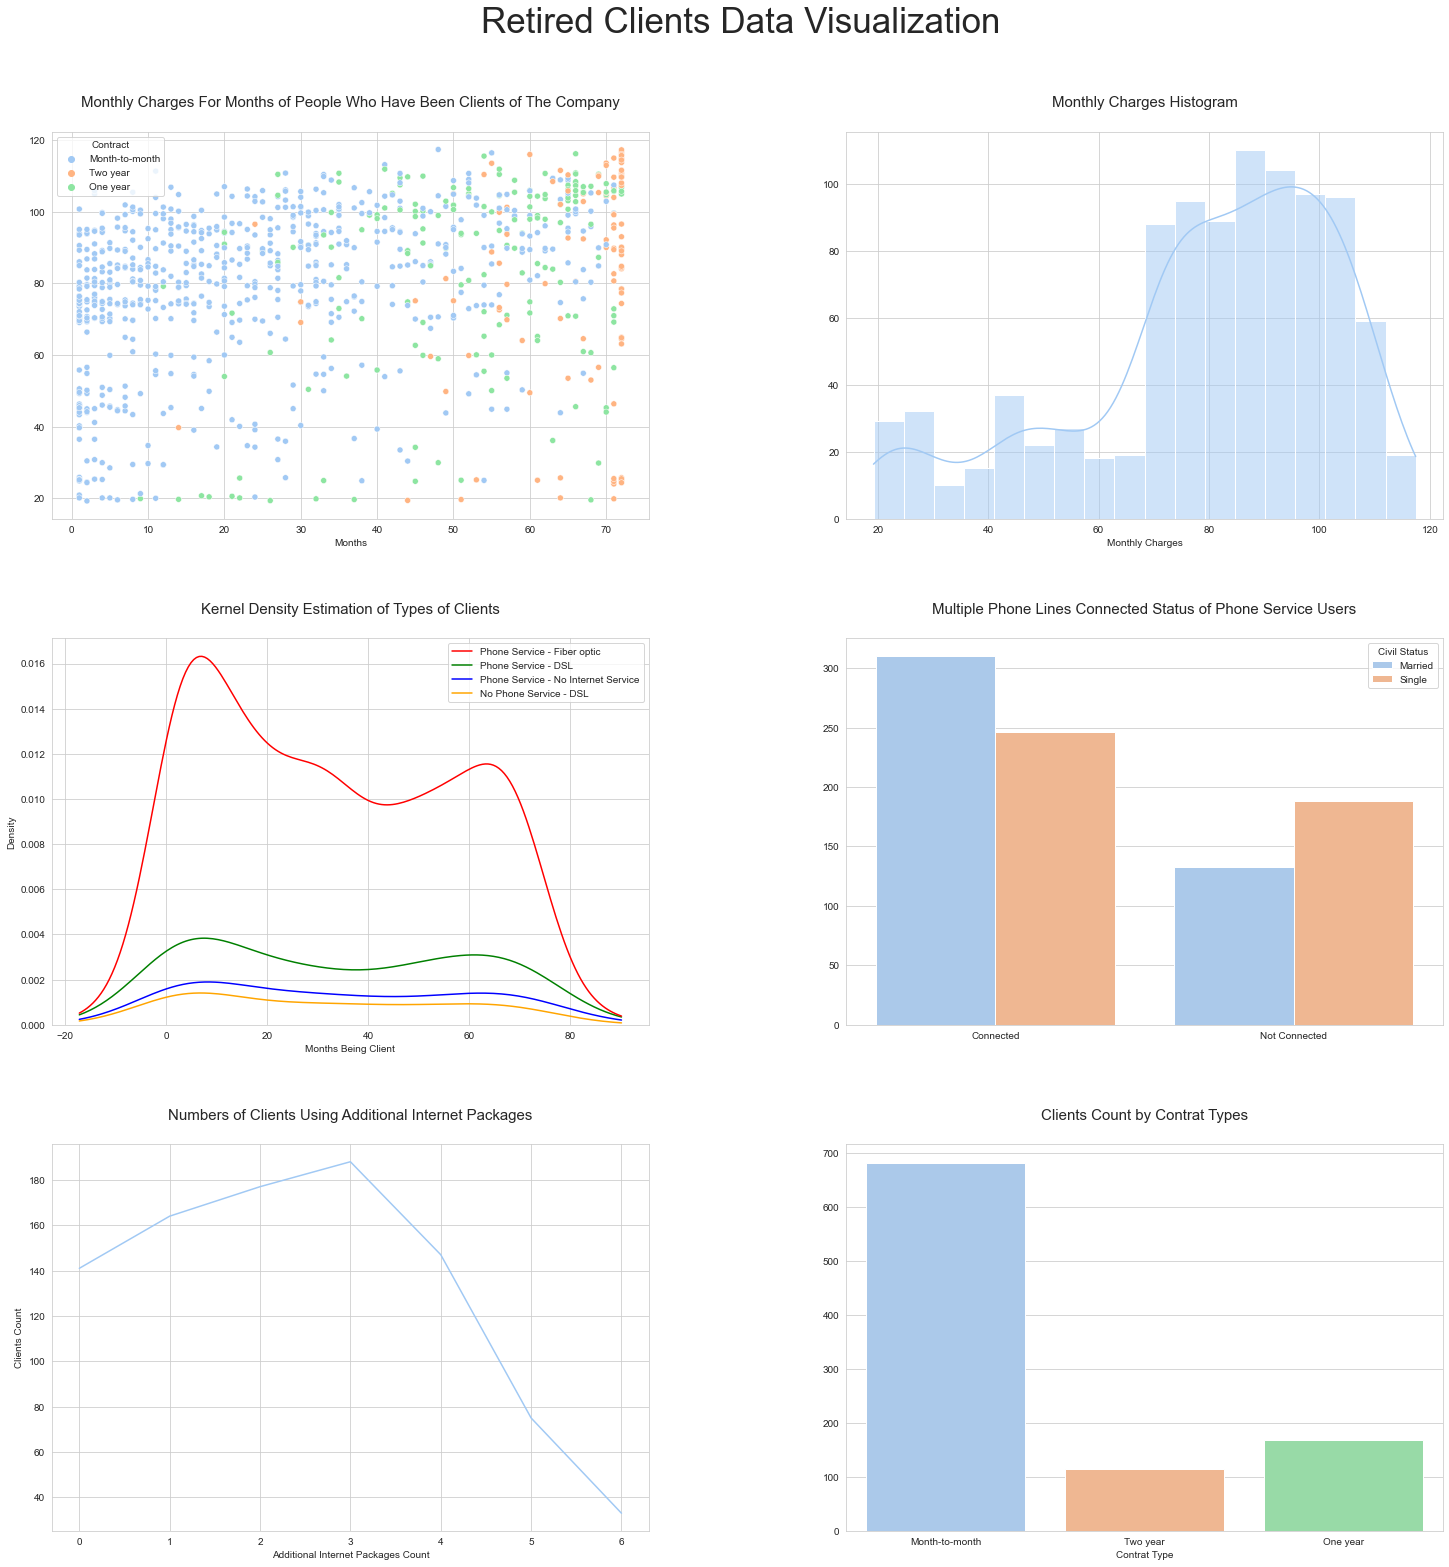 Retired Clients Data Visualization
Monthly Charges For Months of People Who Have Been Clients of The Company
Contract
Month-to-month
Two year
One year
120
100
80
60
40
20
0 10 20 30 40 50 60 70
Months
Monthly Charges Histogram
100
80
60
40
20
0
20 40 60 80 100 120
Monthly Charges
Kernel Density Estimation of Types of Clients
Phone Service - Fiber optic
Phone Service - DSL
Phone Service - No Internet Service
No Phone Service - DSL
0.016
0.014
0.012
0.010
0.008
0.006
0.004
0.002
0.000
Density
−20 0 20 40 60 80
Months Being Client
Multiple Phone Lines Connected Status of Phone Service Users
Civil Status
Married
Single
300
250
200
150
100
50
0
Connected Not Connected
Numbers of Clients Using Additional Internet Packages
180
160
140
120
100
80
60
40
Clients Count
0 1 2 3 4 5 6
Additional Internet Packages Count
Clients Count by Contrat Types
700
600
500
400
300
200
100
0
Month-to-month Two year One year
Contrat Type